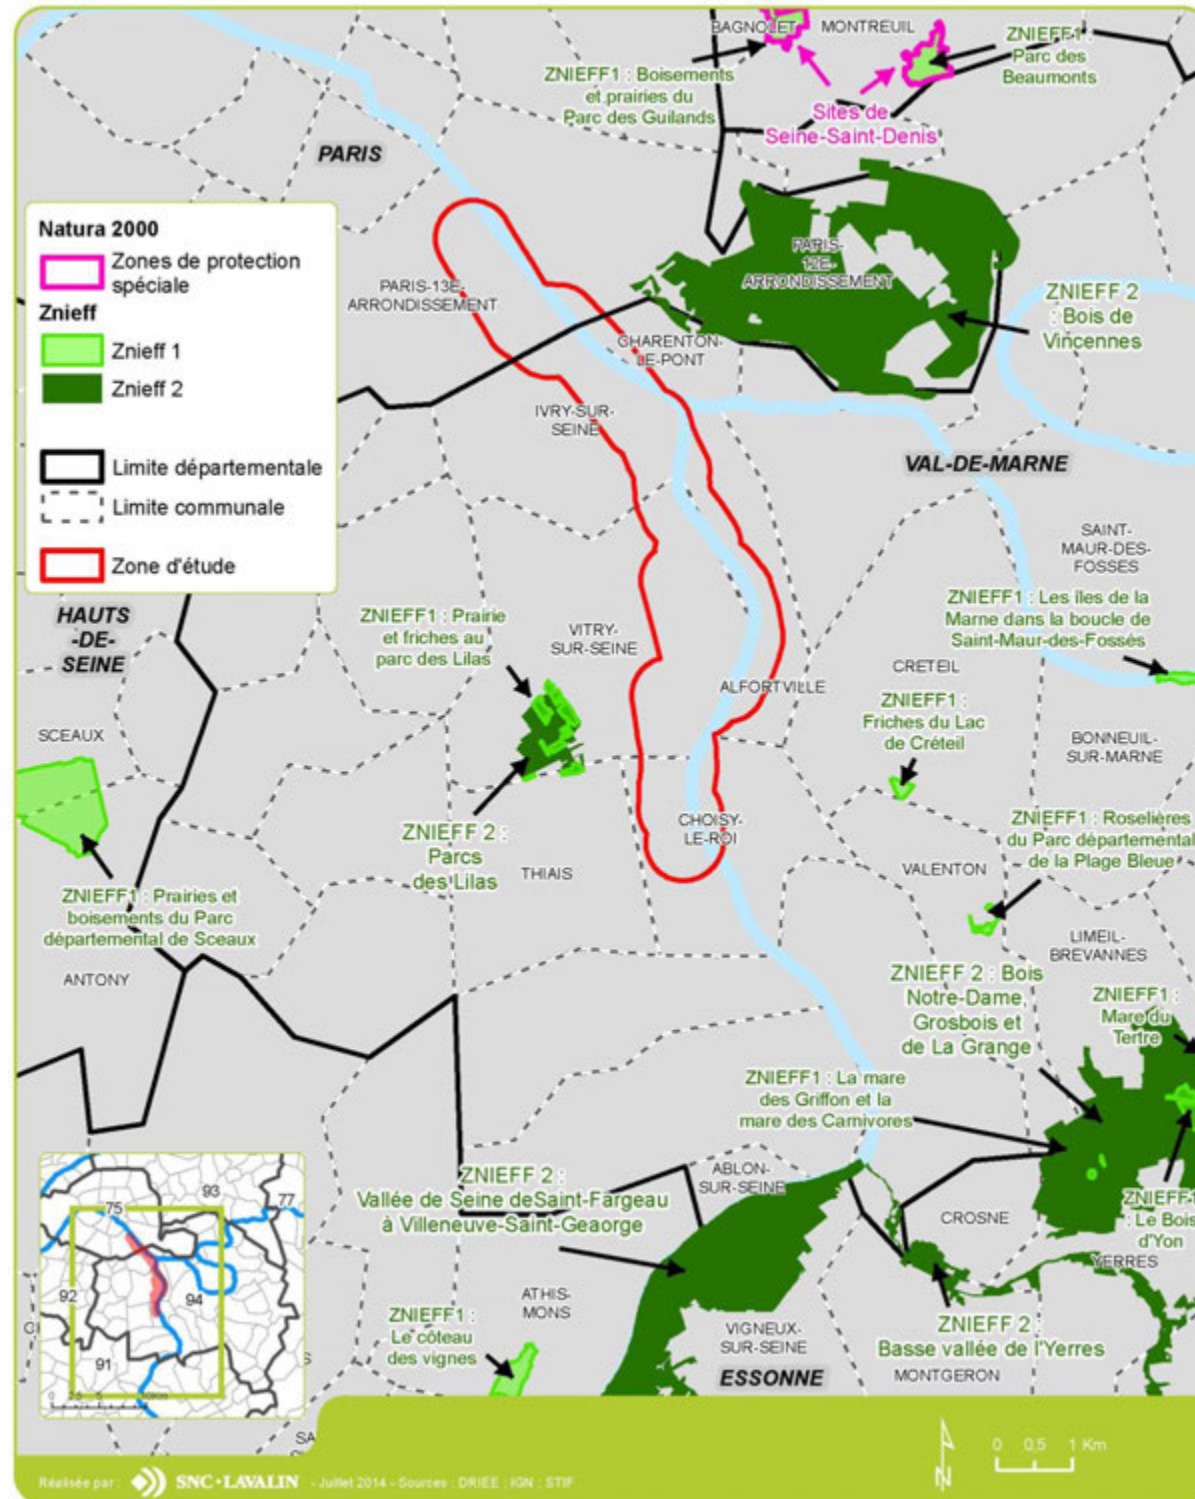 BAGNOLET
MONTREUIL
ZNIEFF1 :
Parc des
Beaumonts
ZNIEFF1 : Boisements
et prairies du
Parc des Guilands
Sites de
Seine-Saint-Denis
PARIS
Natura 2000
Zones de protection
spéciale
Znieff
Znieff 1
Znieff 2
Limite départementale
Limite communale
Zone d'étude
PARIS-13E-
ARRONDISSEMENT
PARIS-
12E-
ARRONDISSEMENT
ZNIEFF 2
: Bois de
Vincennes
CHARENTON-
LE-PONT
IVRY-SUR-
SEINE
VAL-DE-MARNE
SAINT-
MAUR-DES-
FOSSES
HAUTS
-DE-
SEINE
ZNIEFF1 : Prairie
et friches au
parc des Lilas
VITRY-
SUR-SEINE
ZNIEFF1 : Les îles de la
Marne dans la boucle de
Saint-Maur-des-Fossés
CRETEIL
ALFORTVILLE
ZNIEFF1 :
Friches du Lac
de Créteil
SCEAUX
BONNEUIL-
SUR-MARNE
CHOISY-
LE-ROI
ZNIEFF1 : Roselières
du Parc départemental
de la Plage Bleue
ZNIEFF 2 :
Parcs
des Lilas
THIAIS
VALENTON
ZNIEFF1 : Prairies et
boisements du Parc
départemental de Sceaux
ANTONY
LIMEIL-
BREVANNES
ZNIEFF 2 : Bois
Notre-Dame,
Grosbois et
de La Grange
ZNIEFF1 :
Mare du
Tertre
ZNIEFF1 : La mare
des Griffon et la
mare des Carnivores
ABLON-
SUR-SEINE
ZNIEFF 2 :
Vallée de Seine deSaint-Fargeau
à Villeneuve-Saint-Geaorge
CROSNE
ZNIEFF1
: Le Bois
d'Yon
YERRES
ATHIS-
MONS
ZNIEFF1 :
Le côteau
des vignes
VIGNEUX-
SUR-SEINE
ESSONNE
ZNIEFF 2 :
Basse vallée de l'Yerres
MONTGERON
93
77
75
92
94
91
SA
0 0,5 1 Km
N
Réalisée par : SNC•LAVALIN - Juillet 2014 - Sources : DRIEE ; IGN ; STIF